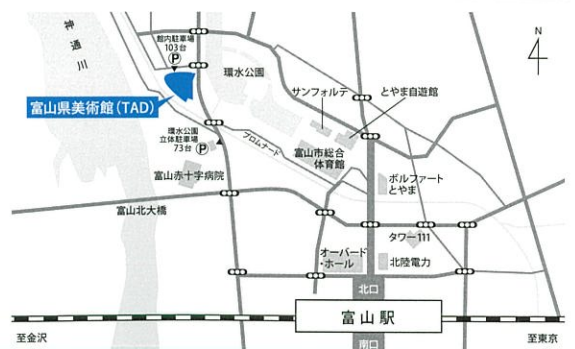 N
館内駐車場
103台
P
神通川
環水公園
サンフォルテ
とやま自遊館
富山県美術館(TAD)
環水公園
立体駐車場
73台
P
プロムナード
富山市総合
体育館
富山赤十字病院
ボルファート
とやま
富山北大橋
タワー111
オーバード
・ホール
北陸電力
北口
富山駅
至金沢
南口
至東京